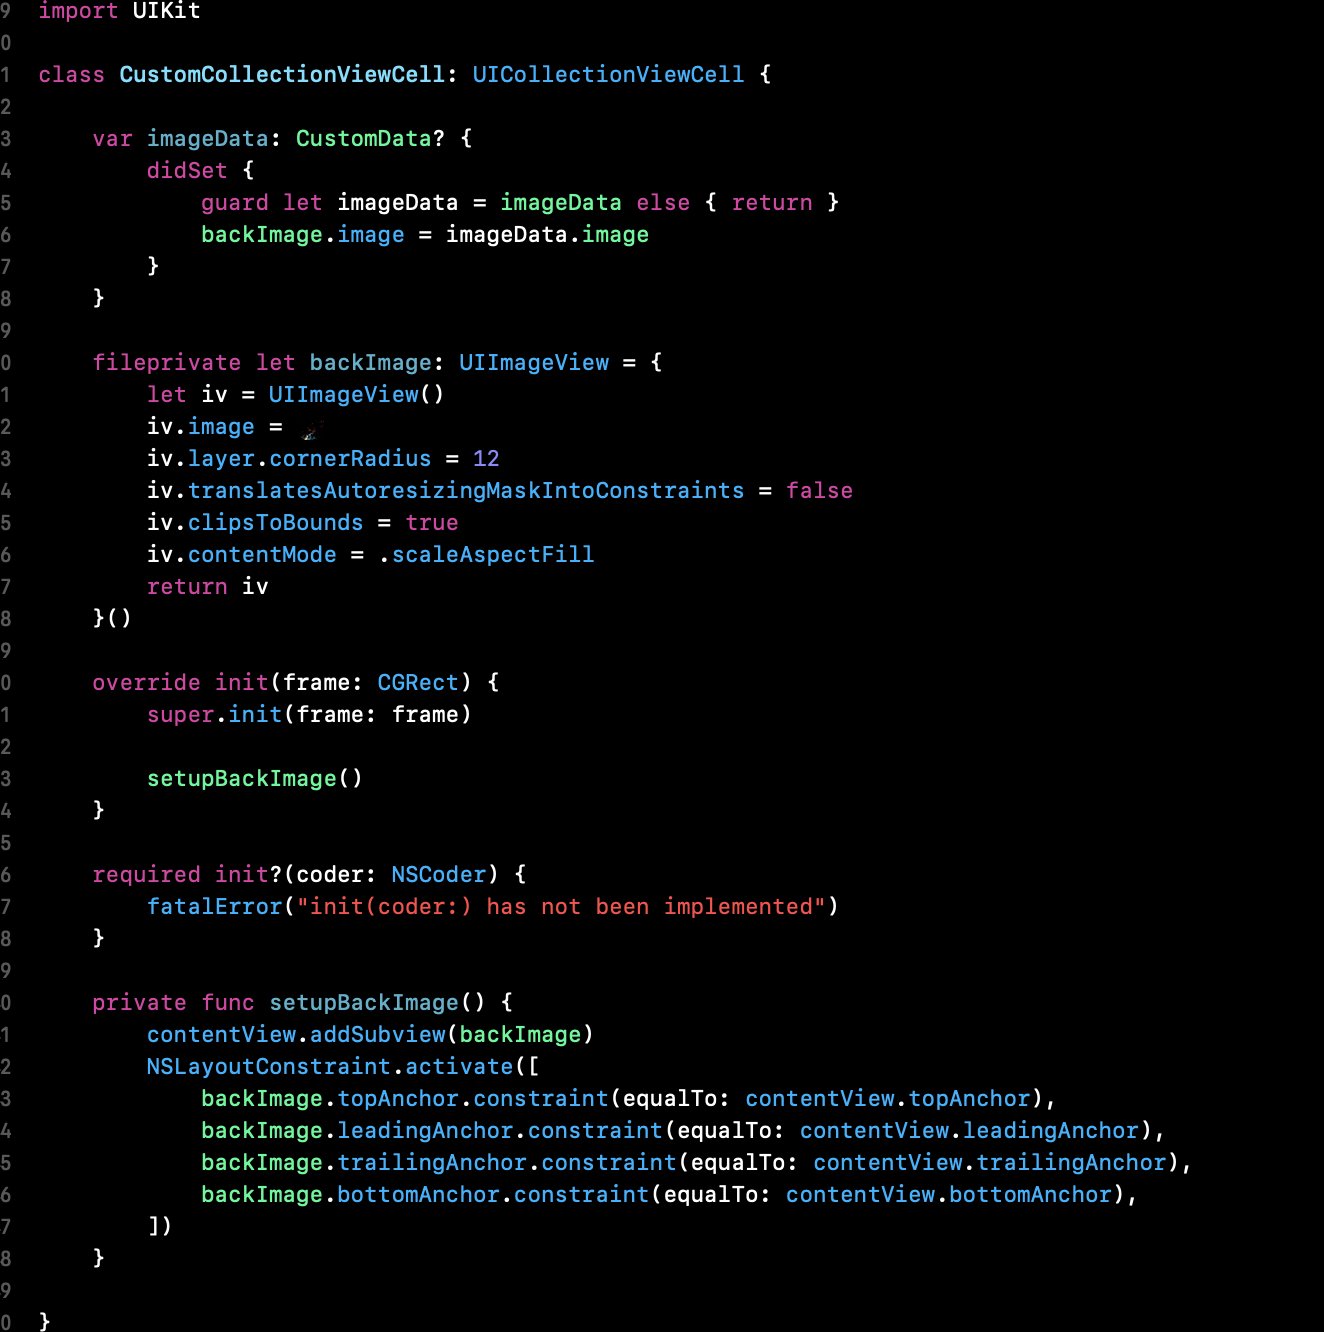 9 import UIKit
0
1 class CustomCollectionViewCell: UICollectionViewCell {
2
3     var imageData: CustomData? {
4         didSet {
5             guard let imageData = imageData else { return }
6             backImage.image = imageData.image
7         }
8     }
9
0     fileprivate let backImage: UIImageView = {
1         let iv = UIImageView()
2         iv.image =
3         iv.layer.cornerRadius = 12
4         iv.translatesAutoresizingMaskIntoConstraints = false
5         iv.clipsToBounds = true
6         iv.contentMode = .scaleAspectFill
7         return iv
8     }()
9
0     override init(frame: CGRect) {
1         super.init(frame: frame)
2
3         setupBackImage()
4     }
5
6     required init?(coder: NSCoder) {
7         fatalError("init(coder:) has not been implemented")
8     }
9
0     private func setupBackImage() {
1         contentView.addSubview(backImage)
2         NSLayoutConstraint.activate([
3             backImage.topAnchor.constraint(equalTo: contentView.topAnchor),
4             backImage.leadingAnchor.constraint(equalTo: contentView.leadingAnchor),
5             backImage.trailingAnchor.constraint(equalTo: contentView.trailingAnchor),
6             backImage.bottomAnchor.constraint(equalTo: contentView.bottomAnchor),
7         ])
8     }
9
0 }